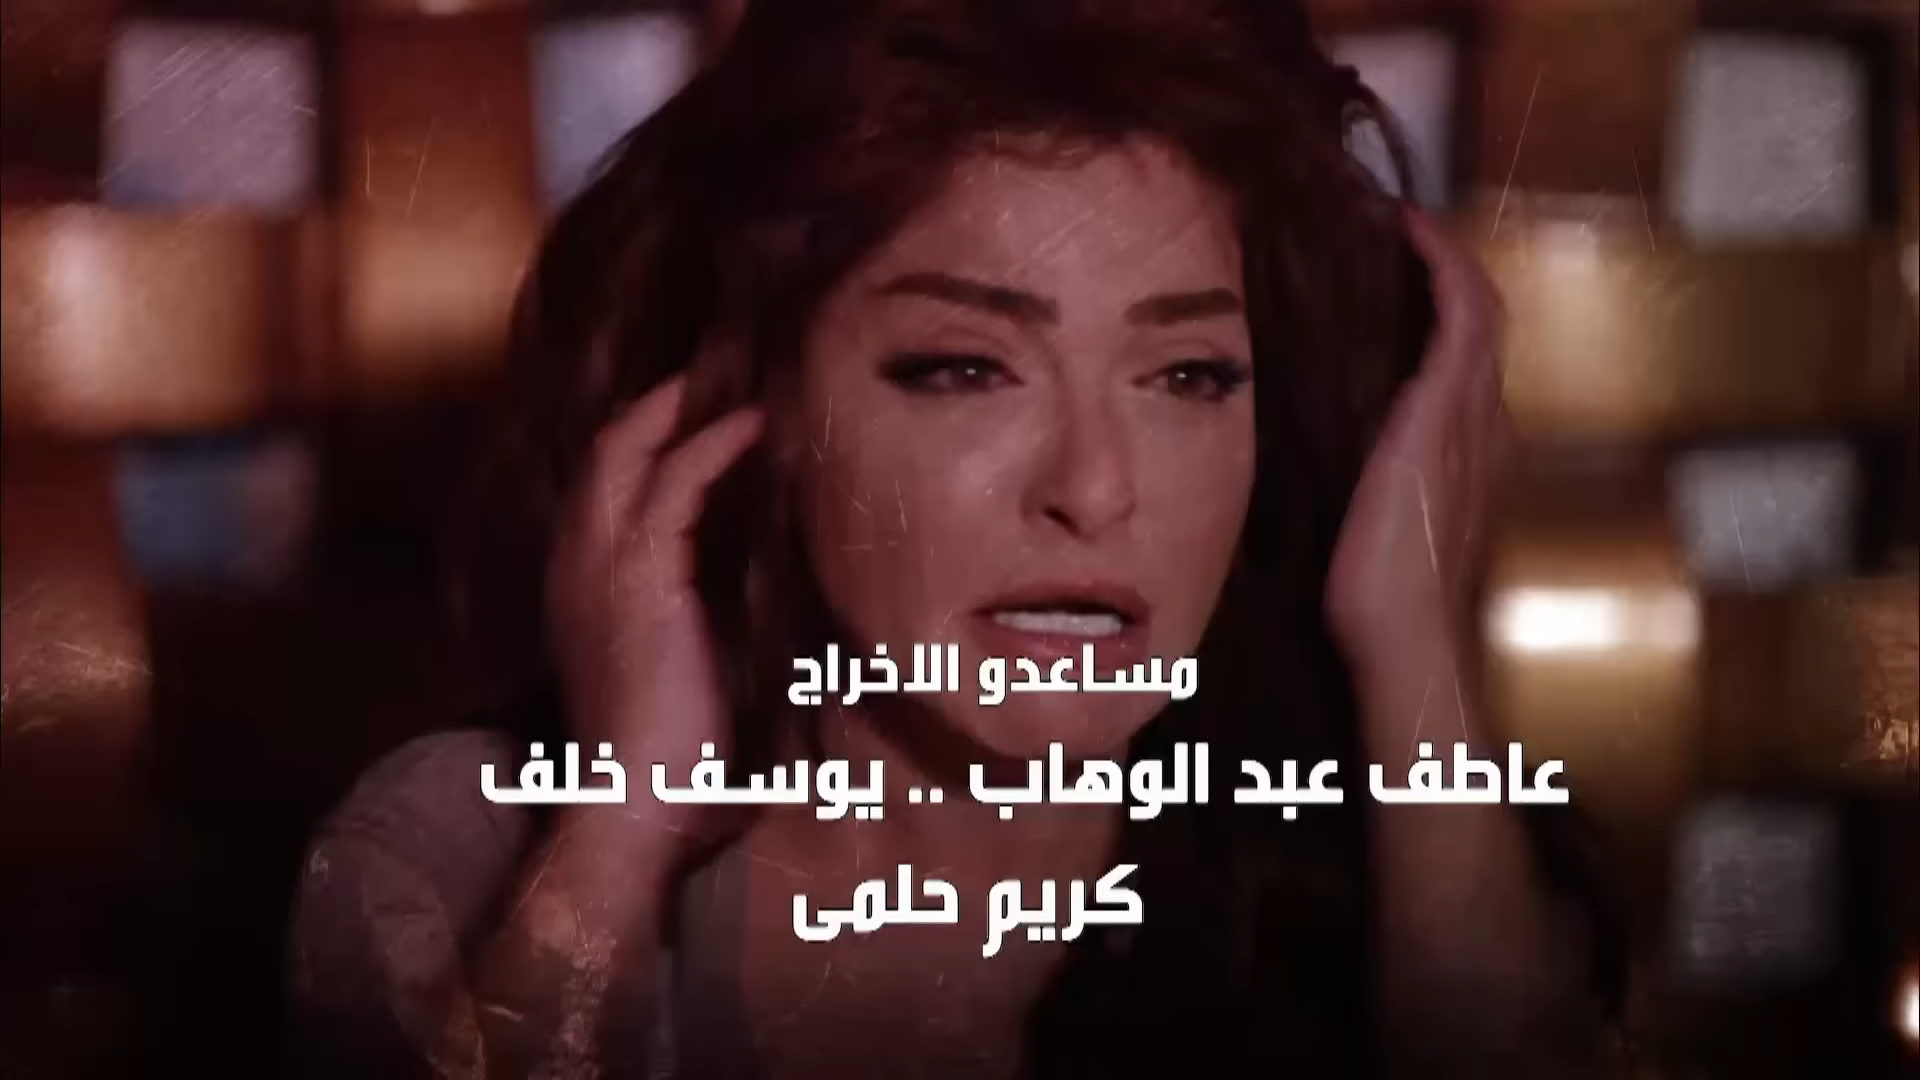 مساعدو الاخراج
عاطف عبد الوهاب .. يوسف خلف
كريم حلمى